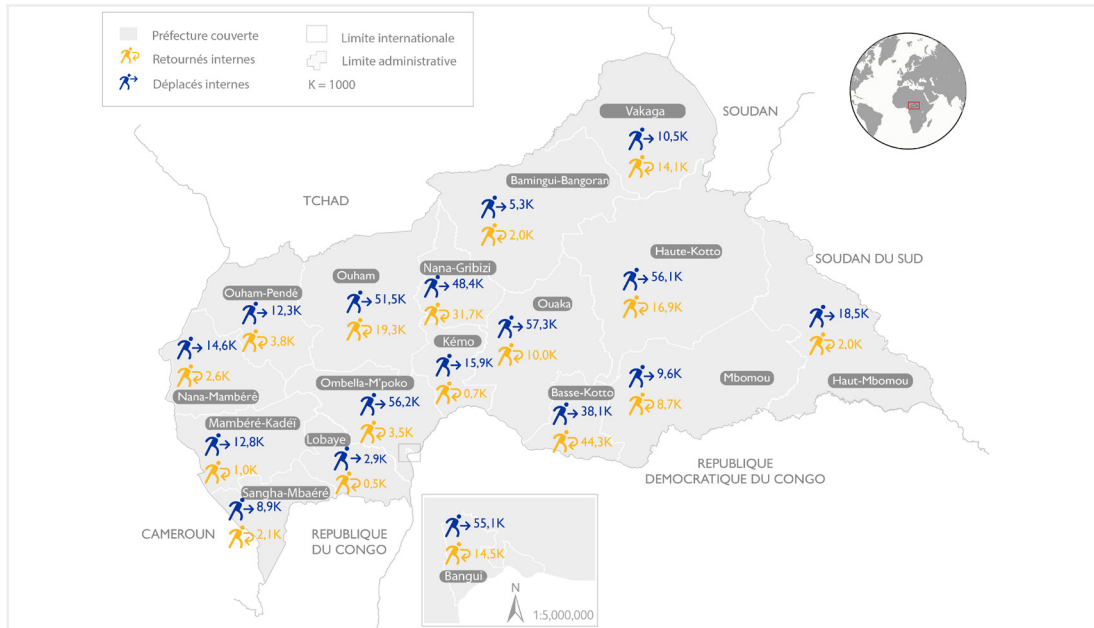 Préfecture couverte
Retournés internes
Déplacés internes
Limite internationale
Limite administrative
K = 1000
Vakaga
10,5K
14,1K
SOUDAN
Bamingui-Bangoran
5,3K
2,0K
TCHAD
Haute-Kotto
56,1K
16,9K
SOUDAN DU SUD
Nana-Gribizi
48,4K
31,7K
Ouham
51,5K
19,3K
Ouham-Pendé
12,3K
3,8K
Ouaka
57,3K
10,0K
18,5K
2,0K
Haut-Mbomou
14,6K
2,6K
Nana-Mambéré
Kémo
15,9K
0,7K
Ombella-M'poko
56,2K
3,5K
Basse-Kotto
38,1K
44,3K
9,6K
8,7K
Mbomou
Mambéré-Kadéï
12,8K
1,0K
Lobaye
2,9K
0,5K
Sangha-Mbaéré
8,9K
2,1K
REPUBLIQUE
DEMOCRATIQUE DU CONGO
CAMEROUN
REPUBLIQUE
DU CONGO
55,1K
14,5K
Bangui
N
1:5,000,000